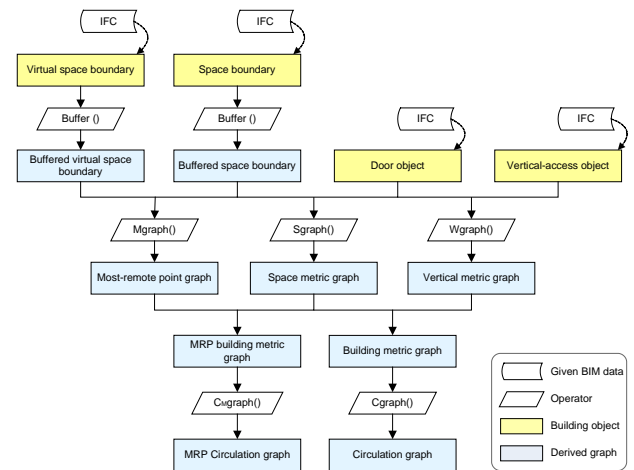 IFC
IFC
Virtual space boundary
Space boundary
Buffer ()
Buffer ()
IFC
IFC
Buffered virtual space
boundary
Buffered space boundary
Door object
Vertical-access object
Mgraph()
Sgraph()
Wgraph()
Most-remote point graph
Space metric graph
Vertical metric graph
MRP building metric
graph
Building metric graph
CMgraph()
Cgraph()
MRP Circulation graph
Circulation graph
Given BIM data
Operator
Building object
Derived graph